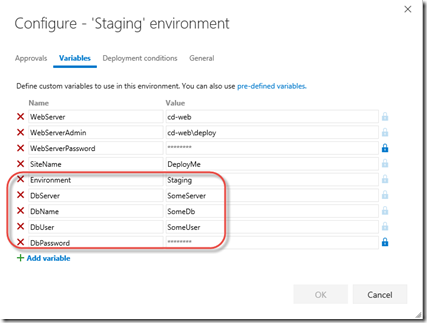 Configure - 'Staging' environment
Approvals Variables Deployment conditions General
Define custom variables to use in this environment. You can also use pre-defined variables.
Name Value
WebServer cd-web
WebServerAdmin cd-web\deploy
WebServerPassword ********
SiteName DeployMe
Environment Staging
DbServer SomeServer
DbName SomeDb
DbUser SomeUser
DbPassword ********
Add variable
OK Cancel